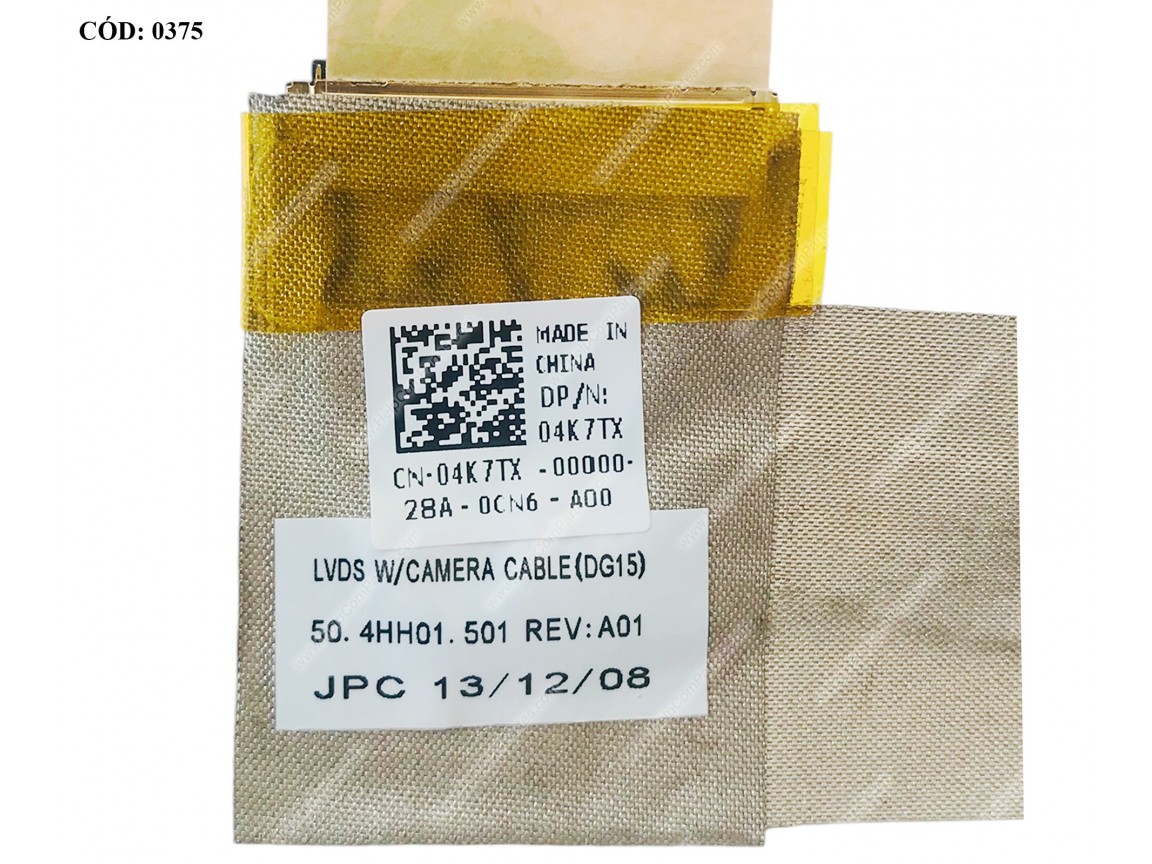 CÓD: 0375
MADE IN
CHINA
DP/N:
04K7TX
CN-04K7TX -00000-
28A - 0CN6 - A00
LVDS W/CAMERA CABLE(DG15)
50. 4HH01. 501 REV:A01
JPC 13/12/08